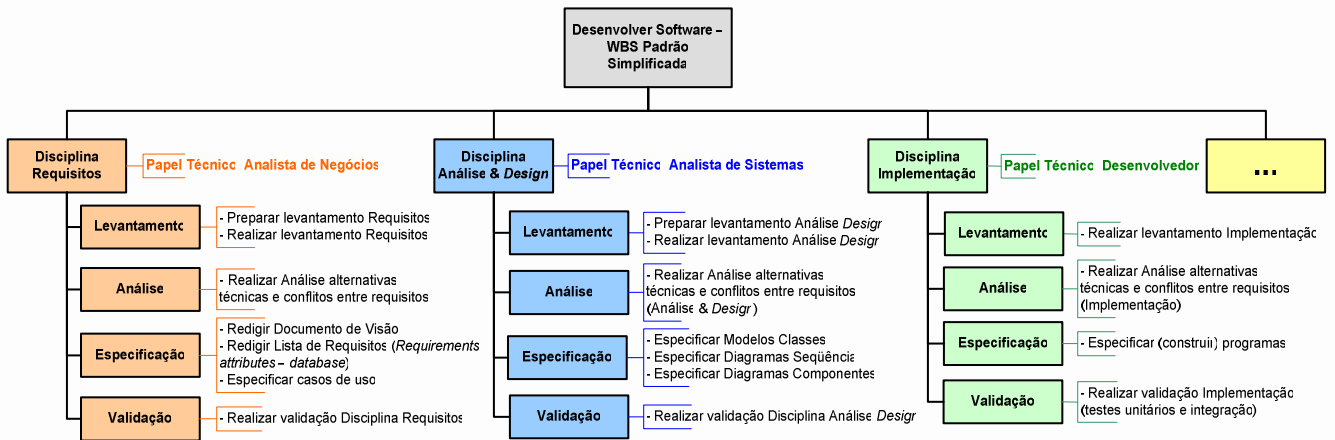 Desenvolver Software –
WBS Padrão
Simplificada
Disciplina
Requisitos
Papel Técnico Analista de Negócios
Levantamento
- Preparar levantamento Requisitos
- Realizar levantamento Requisitos
Análise
- Realizar Análise alternativas
técnicas e conflitos entre requisitos
Especificação
- Redigir Documento de Visão
- Redigir Lista de Requisitos (Requirements
attributes – database)
- Especificar casos de uso
Validação
- Realizar validação Disciplina Requisitos
Disciplina
Análise & Design
Papel Técnico Analista de Sistemas
Levantamento
- Preparar levantamento Análise Design
- Realizar levantamento Análise Design
Análise
- Realizar Análise alternativas
técnicas e conflitos entre requisitos
(Análise & Design)
Especificação
- Especificar Modelos Classes
- Especificar Diagramas Seqüência
- Especificar Diagramas Componentes
Validação
- Realizar validação Disciplina Análise Design
Disciplina
Implementação
Papel Técnico Desenvolvedor
Levantamento
- Realizar levantamento Implementação
Análise
- Realizar Análise alternativas
técnicas e conflitos entre requisitos
(Implementação)
Especificação
- Especificar (construir) programas
Validação
- Realizar validação Implementação
(testes unitários e integração)
...